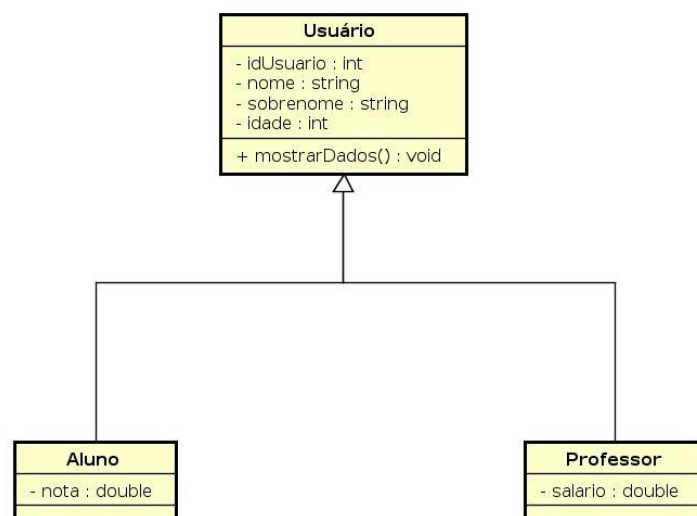 Usuário
- idUsuario : int
- nome : string
- sobrenome : string
- idade : int
+ mostrarDados() : void
Aluno
- nota : double
Professor
- salario : double